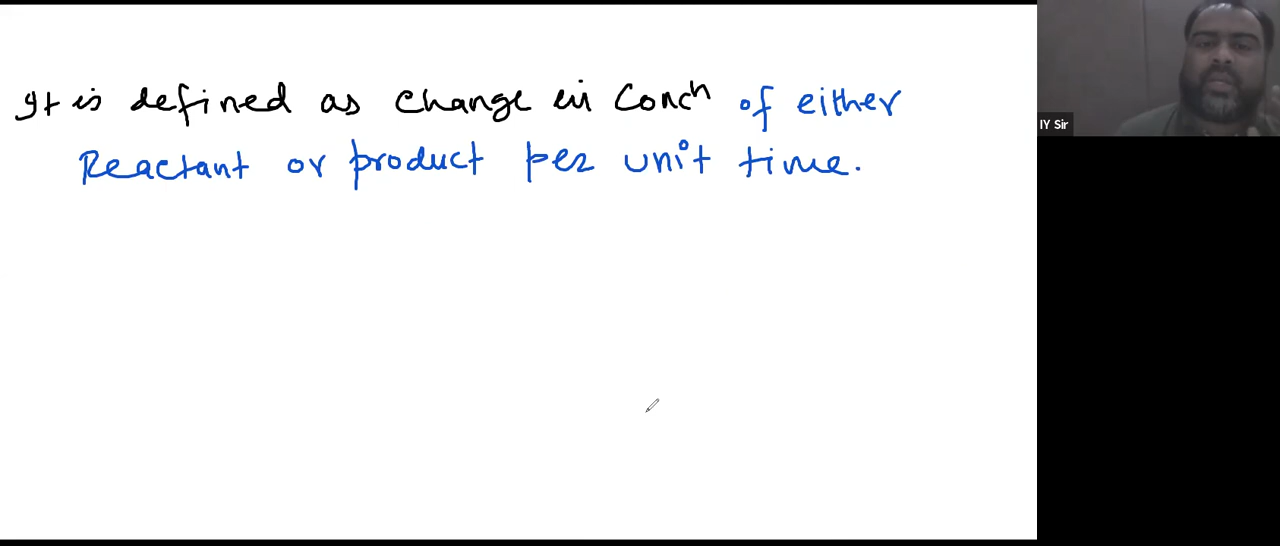 It is defined as change in Concn of either
Reactant or product per unit time.
IY Sir